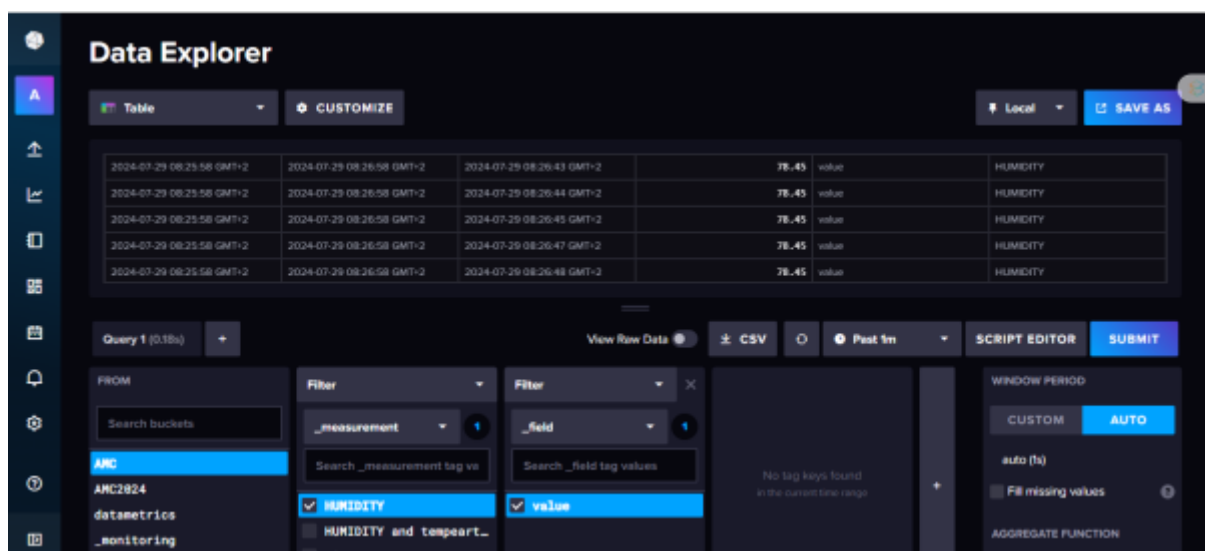 Data Explorer
A
Table
CUSTOMIZE
Local
SAVE AS
2024-07-29 08:25:58 GMT+2 2024-07-29 08:26:58 GMT+2 2024-07-29 08:26:43 GMT+2 78.45 value HUMIDITY
2024-07-29 08:25:58 GMT+2 2024-07-29 08:26:58 GMT+2 2024-07-29 08:26:44 GMT+2 78.45 value HUMIDITY
2024-07-29 08:25:58 GMT+2 2024-07-29 08:26:58 GMT+2 2024-07-29 08:26:45 GMT+2 78.45 value HUMIDITY
2024-07-29 08:25:58 GMT+2 2024-07-29 08:26:58 GMT+2 2024-07-29 08:26:47 GMT+2 78.45 value HUMIDITY
2024-07-29 08:25:58 GMT+2 2024-07-29 08:26:58 GMT+2 2024-07-29 08:26:48 GMT+2 78.45 value HUMIDITY
Query 1 (0.18s)
+
View Raw Data
CSV
Past 1m
SCRIPT EDITOR
SUBMIT
FROM
Search buckets
AMC
AMC2024
datametrics
_monitoring
Filter
_measurement
1
Search _measurement tag va
HUMIDITY
HUMIDITY and tempeart…
Filter
_field
1
Search _field tag values
value
No tag keys found
in the current time range
+
WINDOW PERIOD
CUSTOM
AUTO
auto (1s)
Fill missing values
?
AGGREGATE FUNCTION